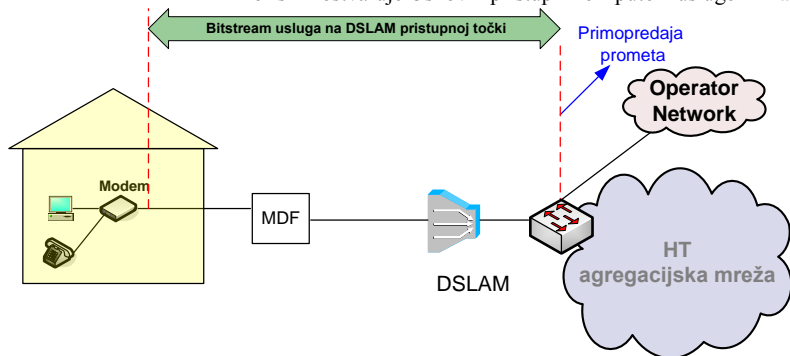 Bitstream usluga na DSLAM pristupnoj točki
Primopredaja
prometa
Operator
Network
Modem
MDF
DSLAM
HT
agregacijska mreža